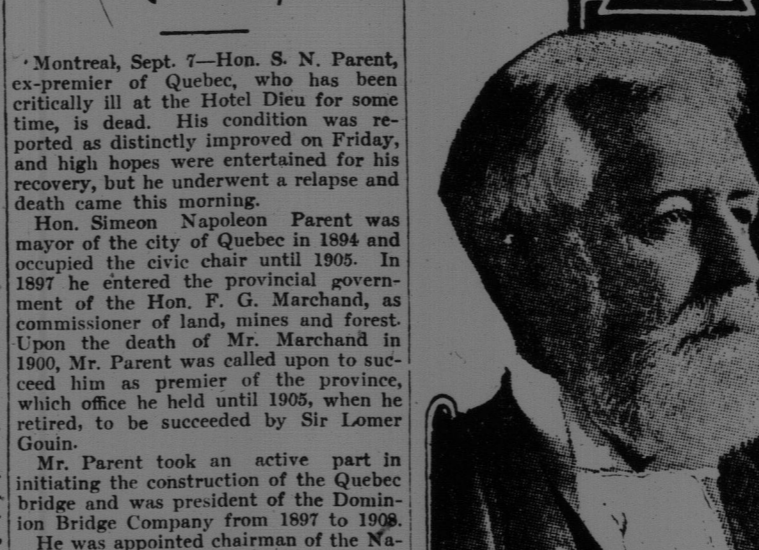 Montreal, Sept. 7—Hon. S. N. Parent,
ex-premier of Quebec, who has been
critically ill at the Hotel Dieu for some
time, is dead. His condition was re-
ported as distinctly improved on Friday,
and high hopes were entertained for his
recovery, but he underwent a relapse and
death came this morning.
Hon. Simeon Napoleon Parent was
mayor of the city of Quebec in 1894 and
occupied the civic chair until 1905. In
1897 he entered the provincial govern-
ment of the Hon. F. G. Marchand, as
commissioner of land, mines and forest.
Upon the death of Mr. Marchand in
1900, Mr. Parent was called upon to suc-
ceed him as premier of the province,
which office he held until 1905, when he
retired, to be succeeded by Sir Lomer
Gouin.
Mr. Parent took an active part in
initiating the construction of the Quebec
bridge and was president of the Domin-
ion Bridge Company from 1897 to 1908.
He was appointed chairman of the Na-